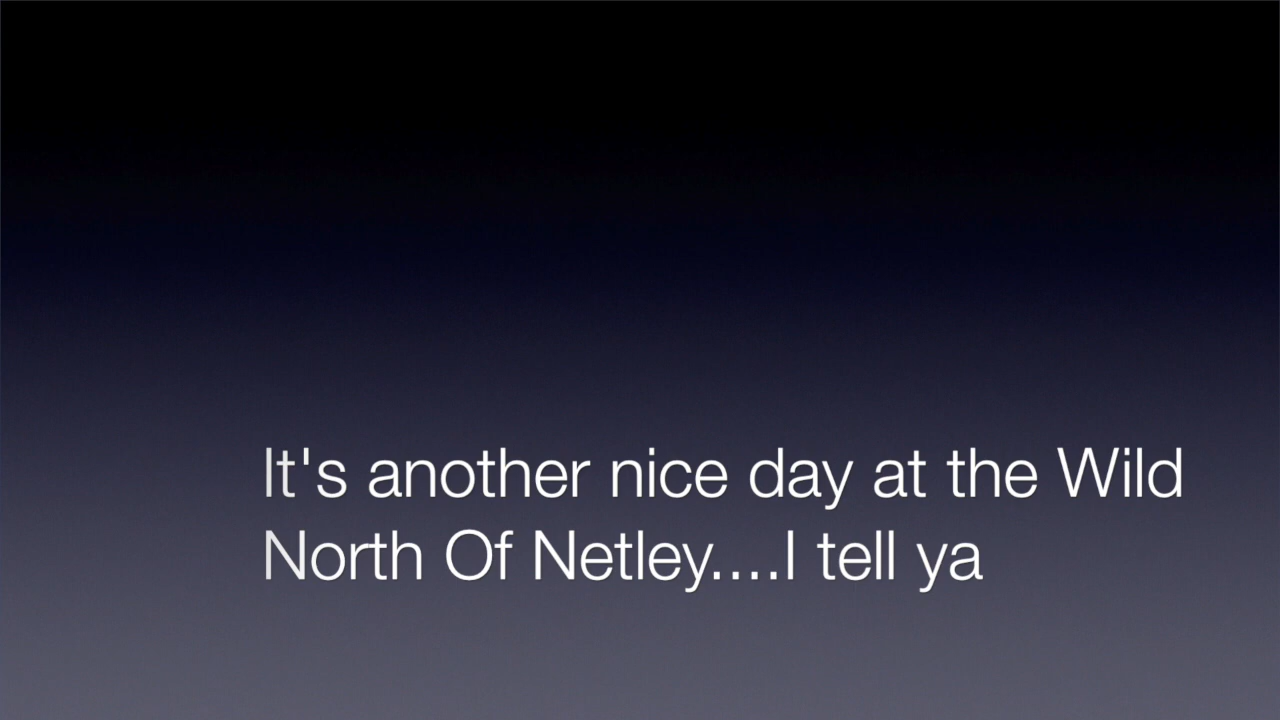 It's another nice day at the Wild
North Of Netley....I tell ya